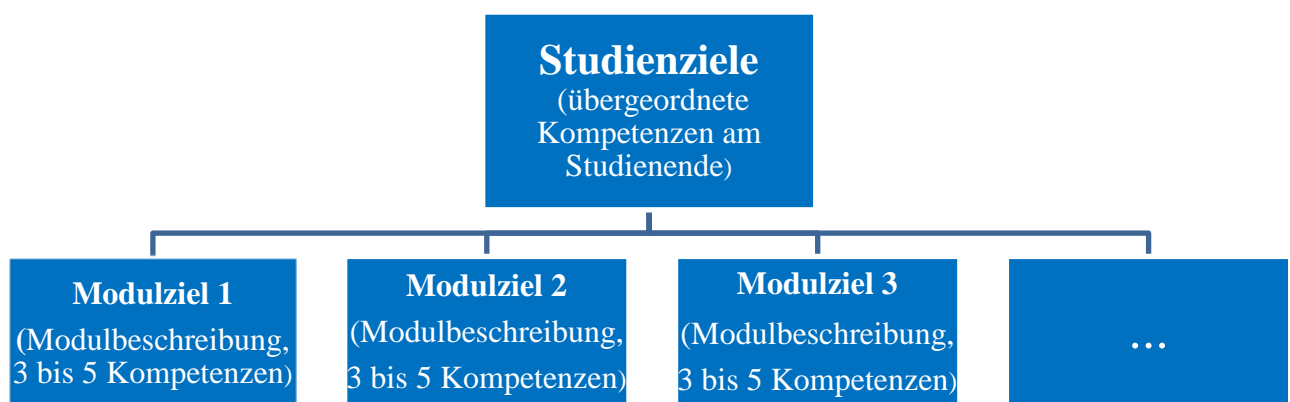 Studienziele
(übergeordnete
Kompetenzen am
Studienende)
Modulziel 1
(Modulbeschreibung,
3 bis 5 Kompetenzen)
Modulziel 2
(Modulbeschreibung,
3 bis 5 Kompetenzen)
Modulziel 3
(Modulbeschreibung,
3 bis 5 Kompetenzen)
…